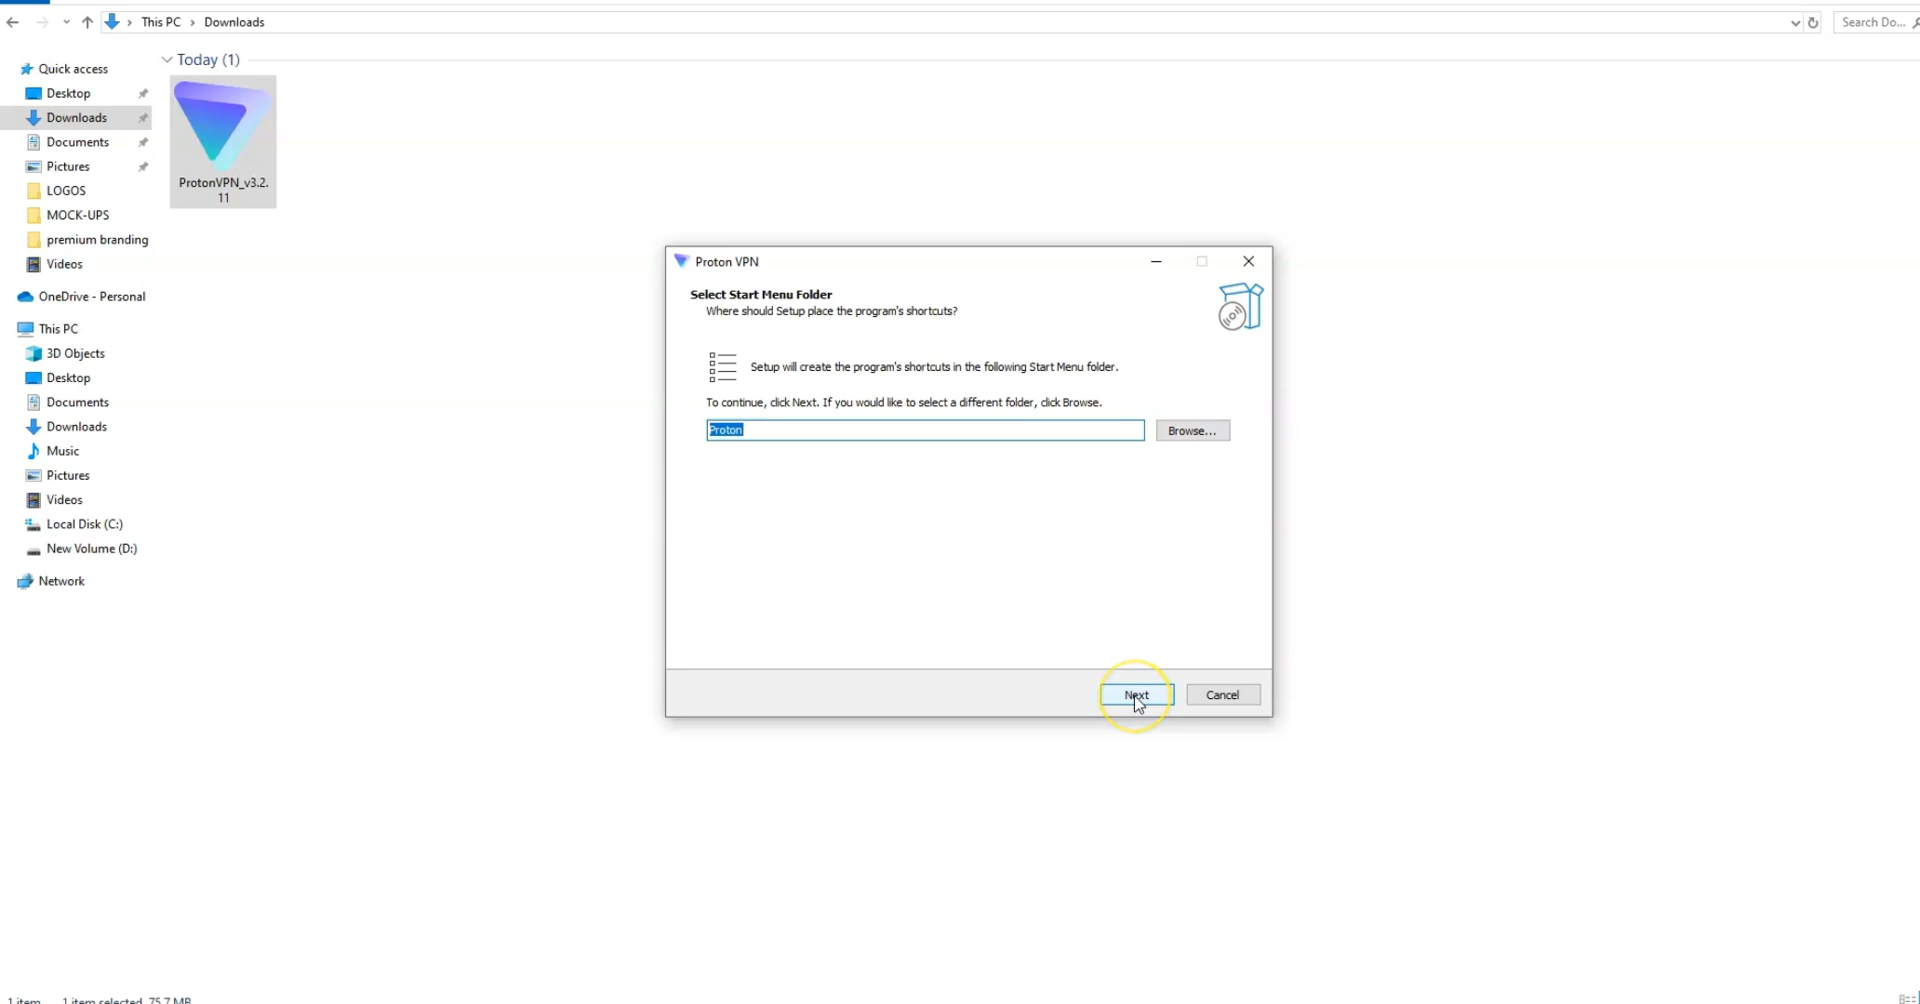 This PC > Downloads
Search Do...
Quick access
Desktop
Downloads
Documents
Pictures
LOGOS
MOCK-UPS
premium branding
Videos
OneDrive - Personal
This PC
3D Objects
Desktop
Documents
Downloads
Music
Pictures
Videos
Local Disk (C:)
New Volume (D:)
Network
Today (1)
ProtonVPN_v3.2.
11
Proton VPN
Select Start Menu Folder
Where should Setup place the program's shortcuts?
Setup will create the program's shortcuts in the following Start Menu folder.
To continue, click Next. If you would like to select a different folder, click Browse.
Proton
Browse...
Next
Cancel
1 item 1 item selected 75.7 MB